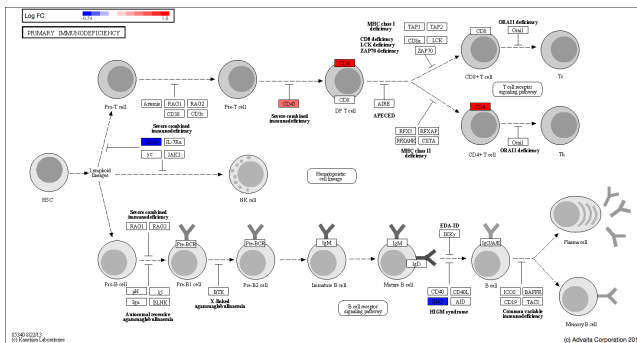 Log FC
-0.74
1.8
PRIMARY IMMUNODEFICIENCY
MHC class I
deficiency
TAP1
TAP2
CD8 deficiency
LCK deficiency
ZAP70 deficiency
CD8α
LCK
ZAP70
CD8
Orai1
ORAI1 deficiency
CD8+ T cell
Tc
Pro-T cell
Artemis
RAG1
RAG2
CD3δ
CD3ε
Severe combined
immunodeficiency
Pre-T cell
CD45
Severe combined
immunodeficiency
CD8
DP T cell
AIRE
APECED
T cell receptor
signaling pathway
RFX5
RFXAP
RFXANK
CIITA
MHC class II
deficiency
CD4+ T cell
Orai1
ORAI1 deficiency
Th
IL7Rα
γc
JAK3
HSC
Lymphoid
lineages
NK cell
Hematopoietic
cell lineage
Severe combined
immunodeficiency
RAG1
RAG2
Pro-B cell
μH
λ5
Igα
BLNK
Autosomal recessive
agammaglobulinemia
Pre-BCR
Pre-B1 cell
BTK
X-linked
agammaglobulinemia
Pre-BCR
Pre-B2 cell
IgM
Immature B cell
IgM
IgD
Mature B cell
B cell receptor
signaling pathway
EDA-ID
IKKγ
CD40
CD40L
AID
HIGM syndrome
IgG/A/E
B cell
ICOS
BAFFR
CD19
TACI
Common variable
immunodeficiency
Plasma cell
Memory B cell
05340 8/22/13
(c) Kanehisa Laboratories
(c) Advaita Corporation 201